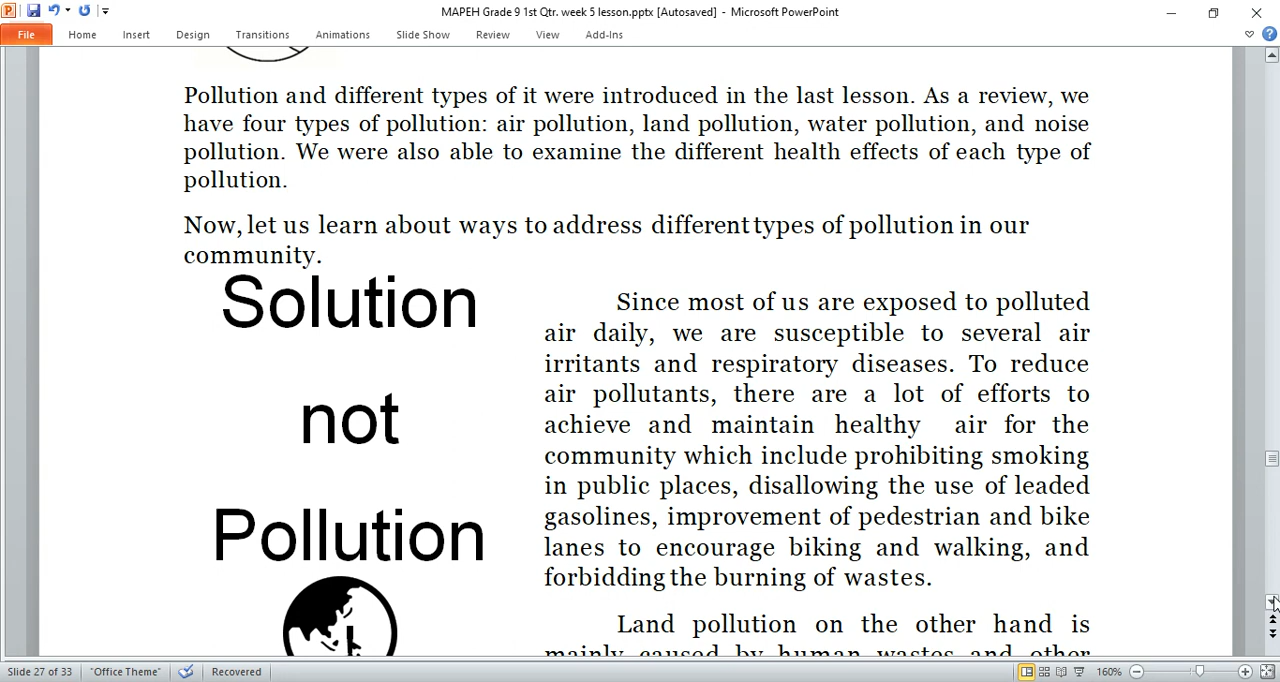 MAPEH Grade 9 1st Qtr. week 5 lesson.pptx [Autosaved] - Microsoft PowerPoint
File Home Insert Design Transitions Animations Slide Show Review View Add-Ins
Pollution and different types of it were introduced in the last lesson. As a review, we
have four types of pollution: air pollution, land pollution, water pollution, and noise
pollution. We were also able to examine the different health effects of each type of
pollution.
Now, let us learn about ways to address different types of pollution in our
community.
Solution
not
Pollution
Since most of us are exposed to polluted
air daily, we are susceptible to several air
irritants and respiratory diseases. To reduce
air pollutants, there are a lot of efforts to
achieve and maintain healthy air for the
community which include prohibiting smoking
in public places, disallowing the use of leaded
gasolines, improvement of pedestrian and bike
lanes to encourage biking and walking, and
forbidding the burning of wastes.
Land pollution on the other hand is
mainly caused by human wastes and other
Slide 27 of 33 "Office Theme" Recovered 160%